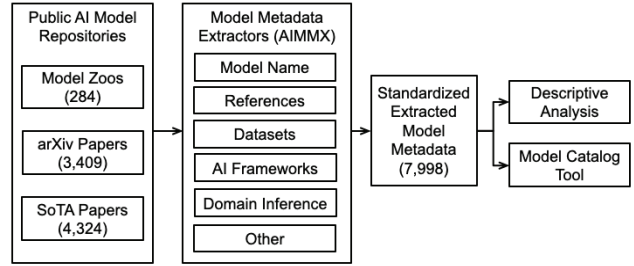 Public AI Model
Repositories
Model Zoos
(284)
arXiv Papers
(3,409)
SoTA Papers
(4,324)
Model Metadata
Extractors (AIMMX)
Model Name
References
Datasets
AI Frameworks
Domain Inference
Other
Standardized
Extracted
Model
Metadata
(7,998)
Descriptive
Analysis
Model Catalog
Tool